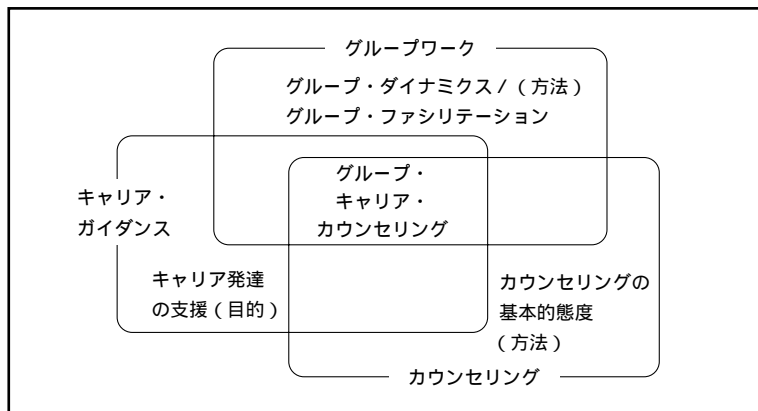 グループワーク
グループ・ダイナミクス/(方法)
グループ・ファシリテーション
グループ・
キャリア・
カウンセリング
キャリア・
ガイダンス
キャリア発達
の支援(目的)
カウンセリングの
基本的態度
(方法)
カウンセリング